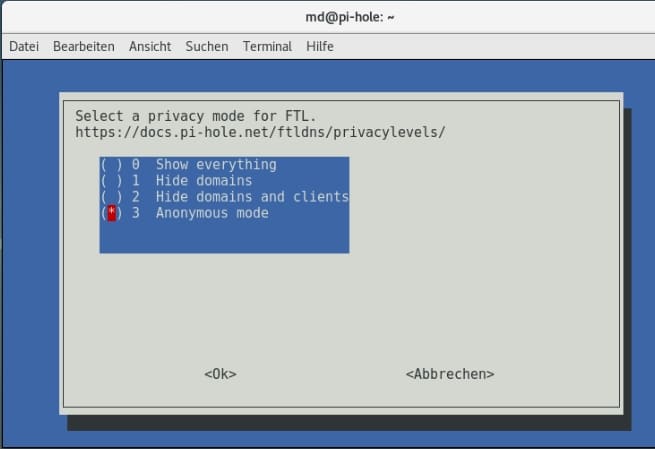 md@pi-hole: ~
Datei Bearbeiten Ansicht Suchen Terminal Hilfe
Select a privacy mode for FTL.
https://docs.pi-hole.net/ftldns/privacylevels/
( ) 0 Show everything
( ) 1 Hide domains
( ) 2 Hide domains and clients
(*) 3 Anonymous mode
<Ok> <Abbrechen>